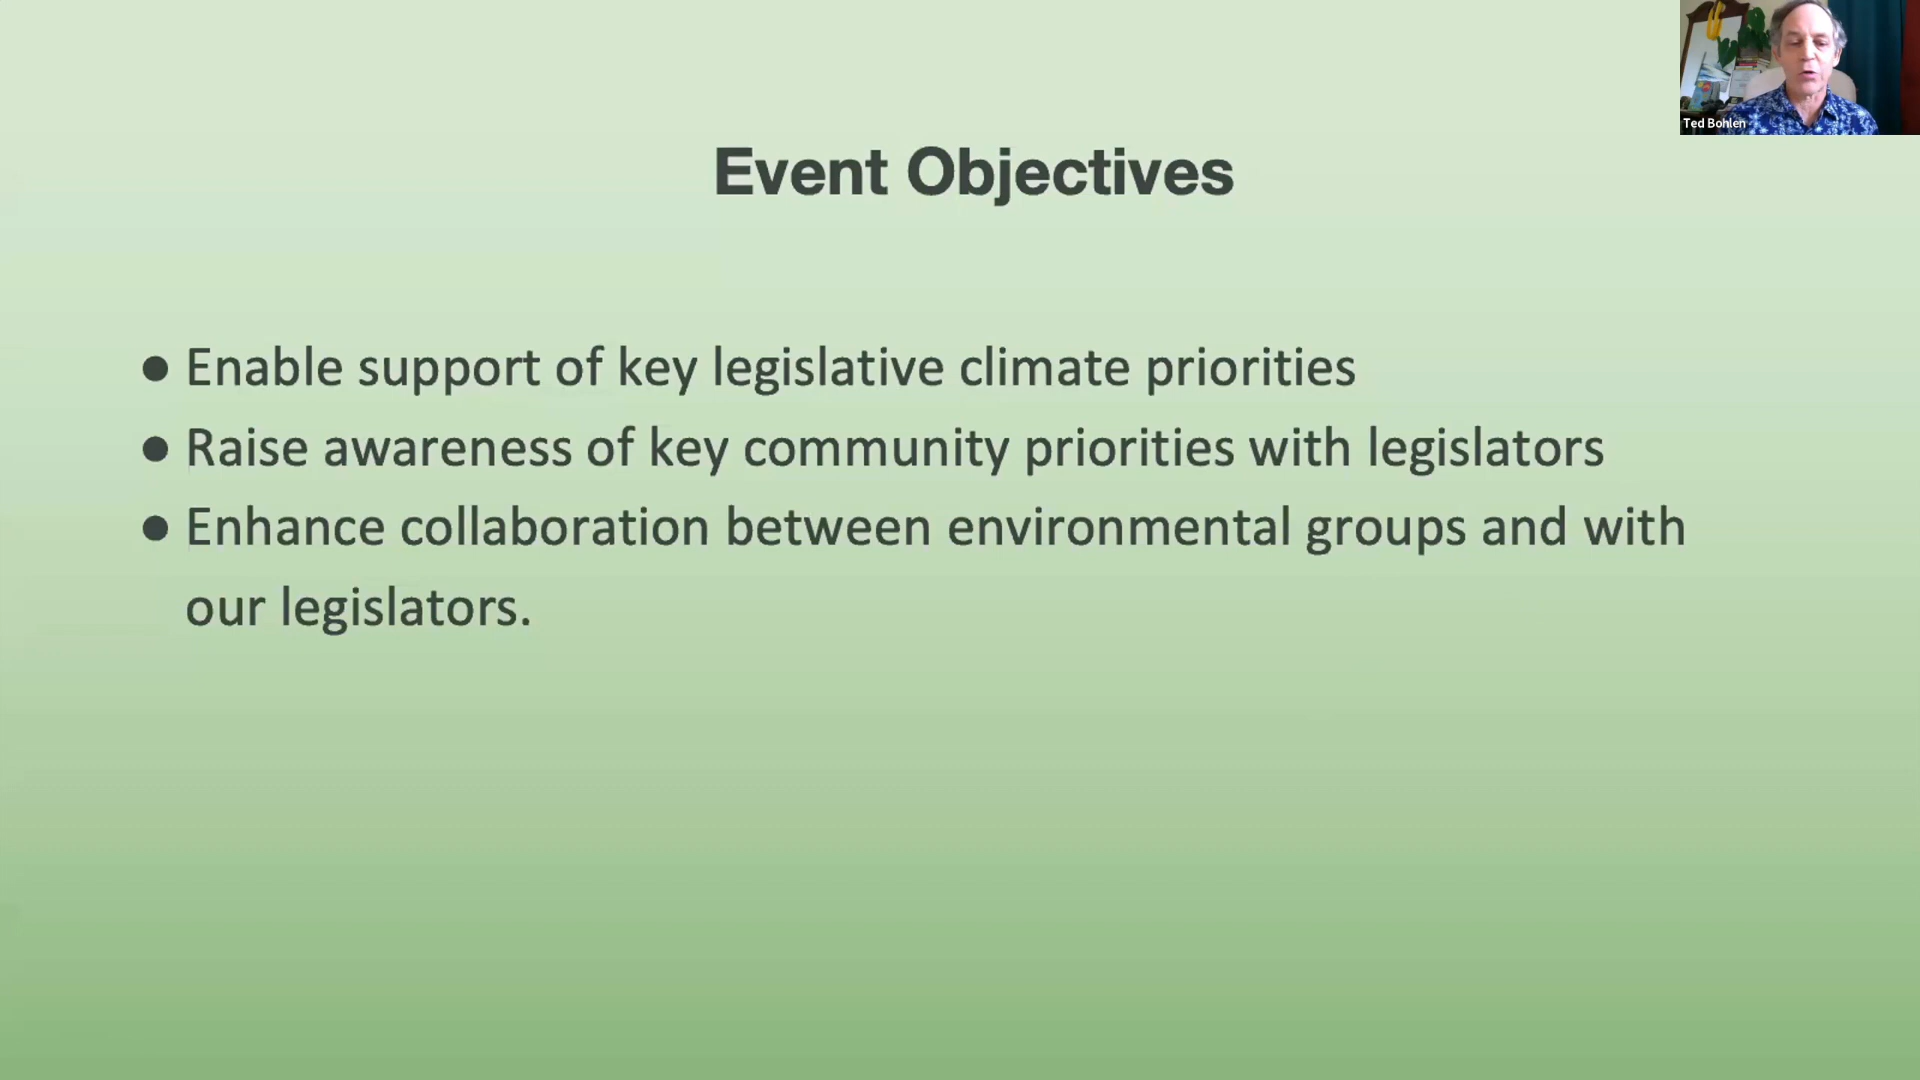 Ted Bohlen
Event Objectives
● Enable support of key legislative climate priorities
● Raise awareness of key community priorities with legislators
● Enhance collaboration between environmental groups and with
our legislators.